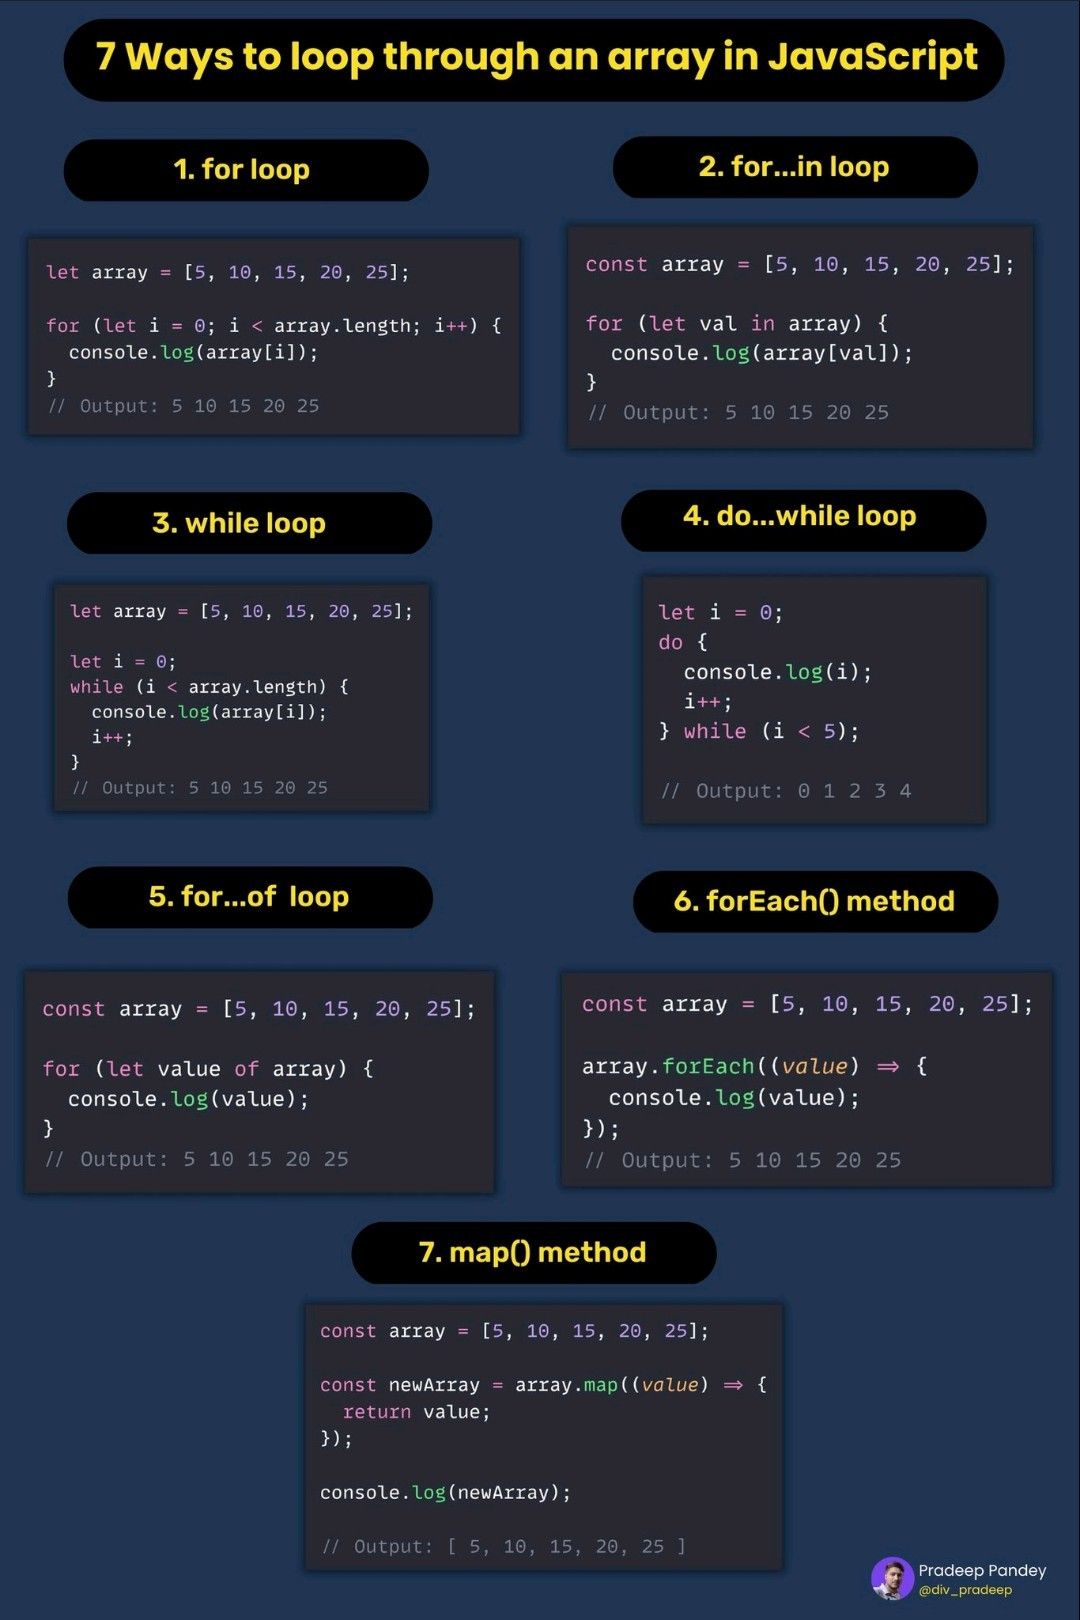 7 Ways to loop through an array in JavaScript
1. for loop
let array = [5, 10, 15, 20, 25];
for (let i = 0; i < array.length; i++) {
  console.log(array[i]);
}
// Output: 5 10 15 20 25
2. for...in loop
const array = [5, 10, 15, 20, 25];
for (let val in array) {
  console.log(array[val]);
}
// Output: 5 10 15 20 25
3. while loop
let array = [5, 10, 15, 20, 25];
let i = 0;
while (i < array.length) {
  console.log(array[i]);
  i++;
}
// Output: 5 10 15 20 25
4. do...while loop
let i = 0;
do {
  console.log(i);
  i++;
} while (i < 5);
// Output: 0 1 2 3 4
5. for...of  loop
const array = [5, 10, 15, 20, 25];
for (let value of array) {
  console.log(value);
}
// Output: 5 10 15 20 25
6. forEach() method
const array = [5, 10, 15, 20, 25];
array.forEach((value) => {
  console.log(value);
});
// Output: 5 10 15 20 25
7. map() method
const array = [5, 10, 15, 20, 25];
const newArray = array.map((value) => {
  return value;
});
console.log(newArray);
// Output: [ 5, 10, 15, 20, 25 ]
Pradeep Pandey
@div_pradeep